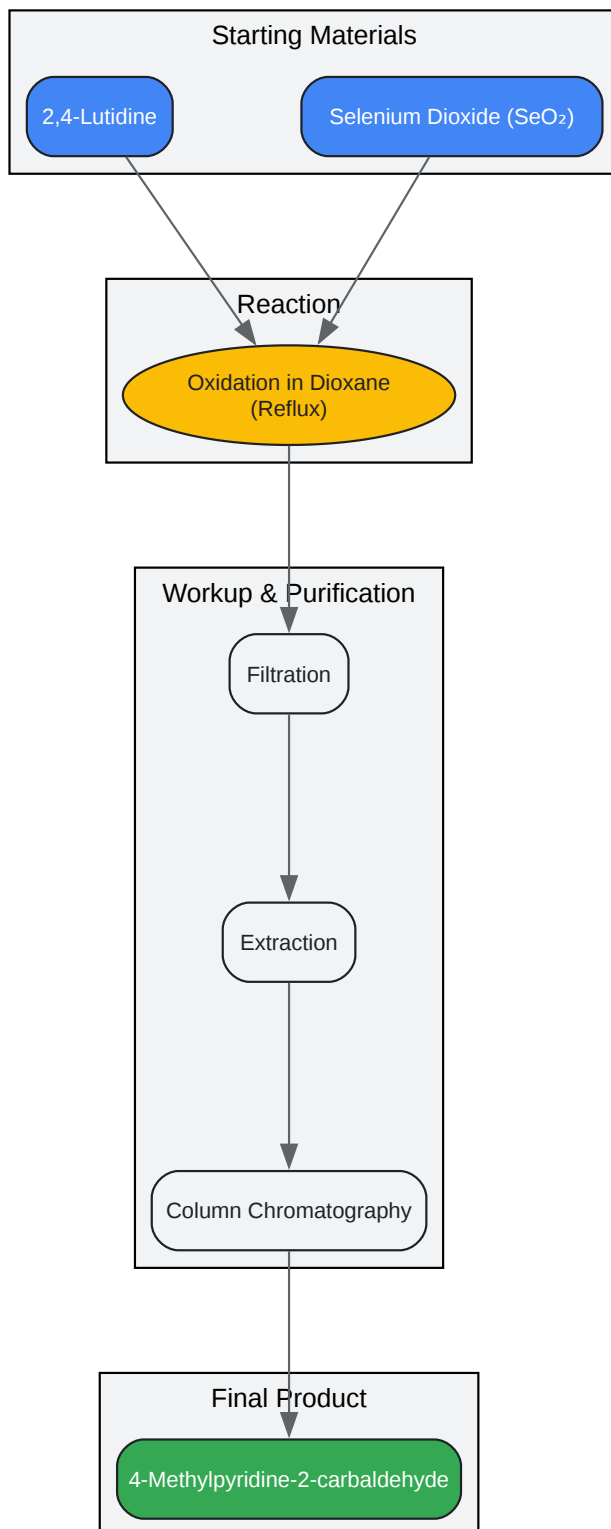 Starting Materials
2,4-Lutidine
Selenium Dioxide (SeO₂)
Reaction
Oxidation in Dioxane
(Reflux)
Workup & Purification
Filtration
Extraction
Column Chromatography
Final Product
4-Methylpyridine-2-carbaldehyde